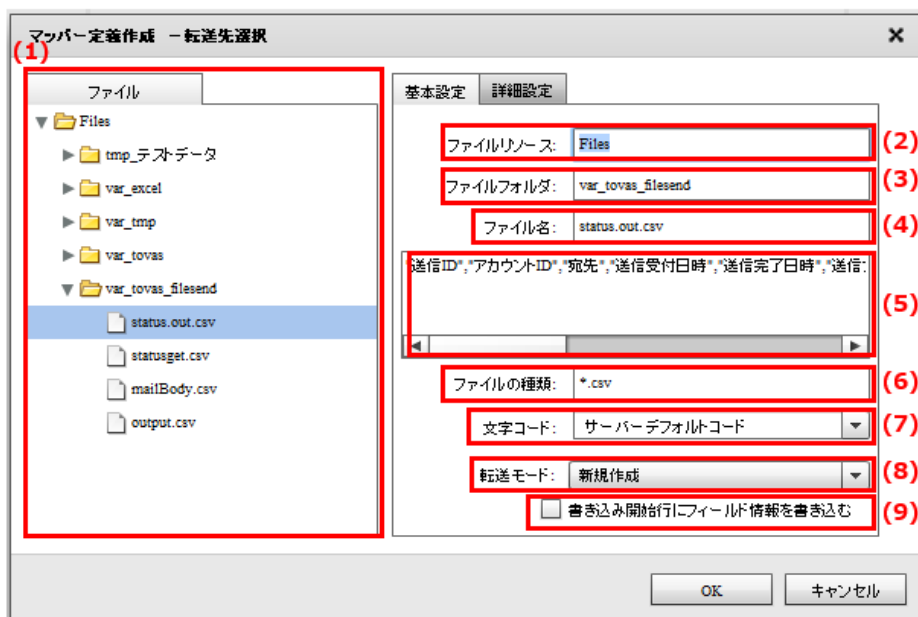 マッパー定義作成 －転送先選択
(1)
ファイル
Files
tmp_テストデータ
var_excel
var_tmp
var_tovas
var_tovas_filesend
status.out.csv
statusget.csv
mailBody.csv
output.csv
基本設定 詳細設定
ファイルリソース: Files (2)
ファイルフォルダ: var_tovas_filesend (3)
ファイル名: status.out.csv (4)
"送信ID","アカウントID","宛先","送信受付日時","送信完了日時","送信
(5)
ファイルの種類: *.csv (6)
文字コード: サーバーデフォルトコード (7)
転送モード: 新規作成 (8)
書き込み開始行にフィールド情報を書き込む (9)
OK キャンセル